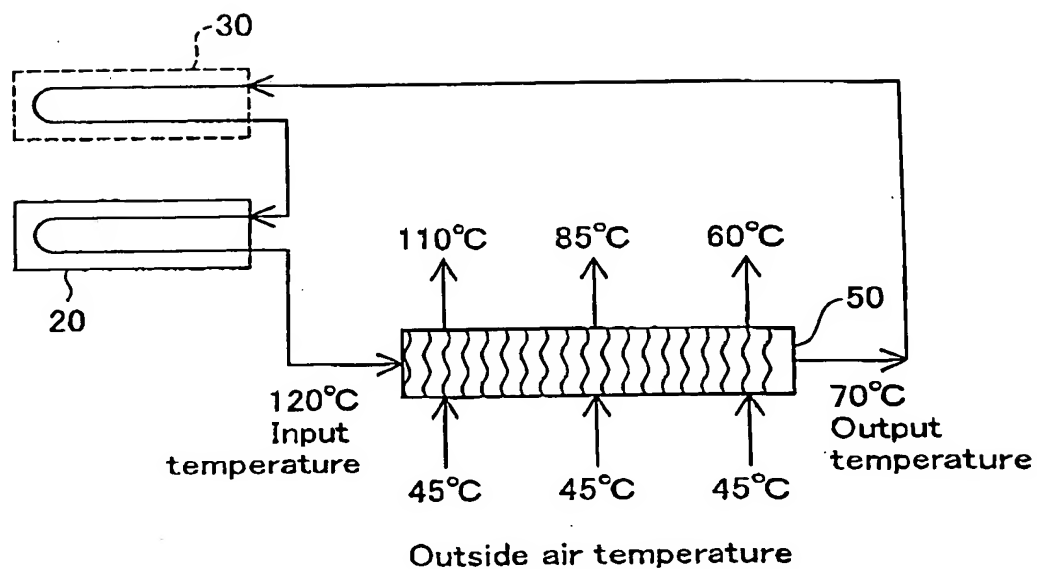 30
20
110°C
85°C
60°C
50
120°C
Input
temperature
70°C
Output
temperature
45°C
45°C
45°C
Outside air temperature